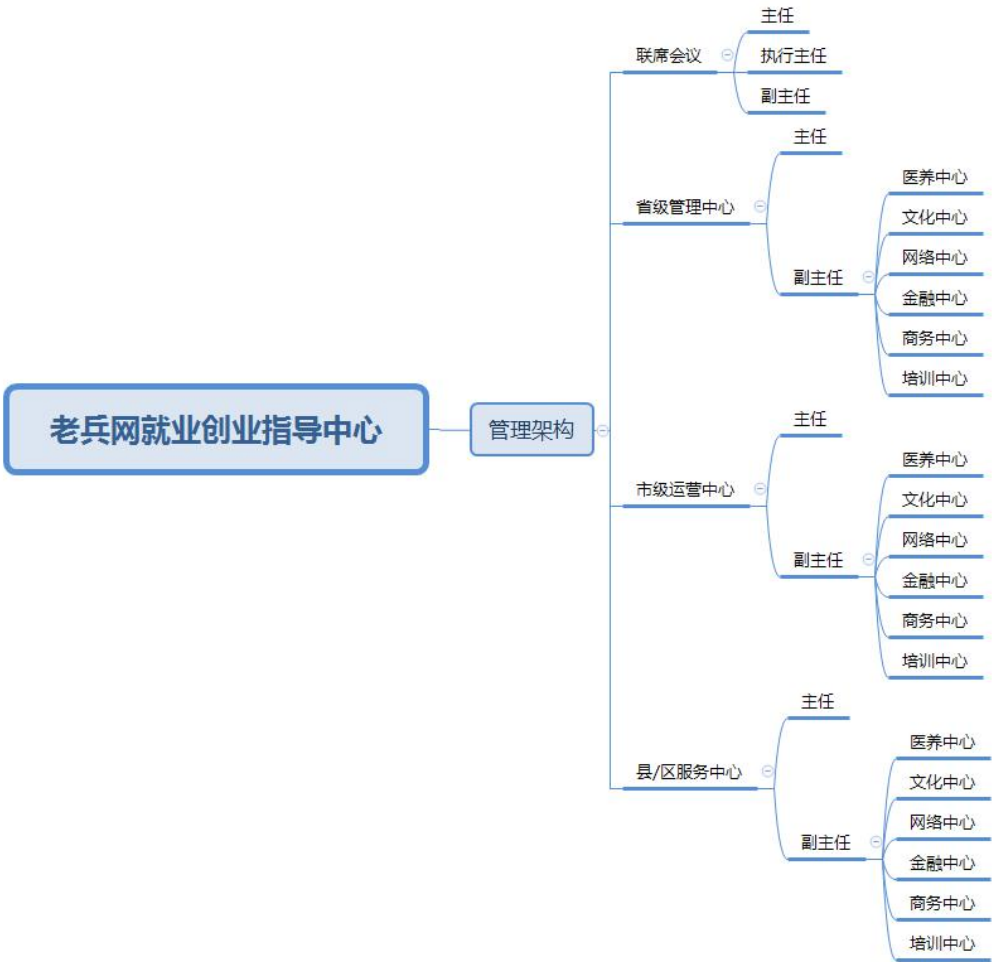 老兵网就业创业指导中心
管理架构
联席会议
主任
执行主任
副主任
省级管理中心
主任
副主任
医养中心
文化中心
网络中心
金融中心
商务中心
培训中心
市级运营中心
主任
副主任
医养中心
文化中心
网络中心
金融中心
商务中心
培训中心
县/区服务中心
主任
副主任
医养中心
文化中心
网络中心
金融中心
商务中心
培训中心